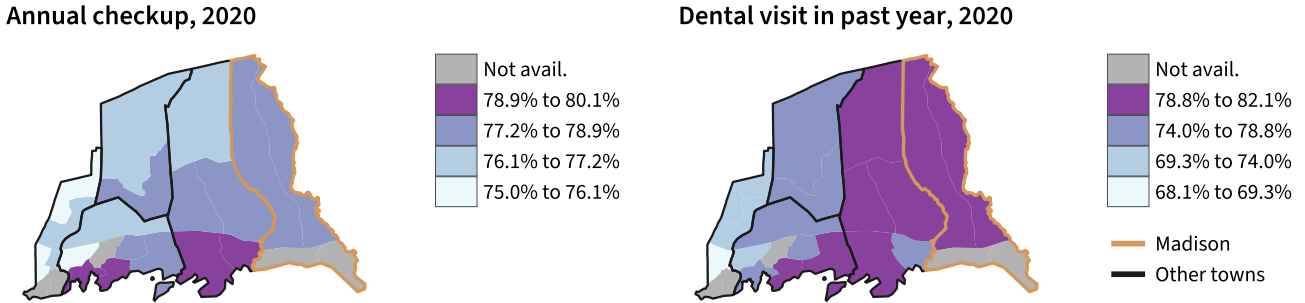 Annual checkup, 2020
Not avail.
78.9% to 80.1%
77.2% to 78.9%
76.1% to 77.2%
75.0% to 76.1%
Dental visit in past year, 2020
Not avail.
78.8% to 82.1%
74.0% to 78.8%
69.3% to 74.0%
68.1% to 69.3%
Madison
Other towns